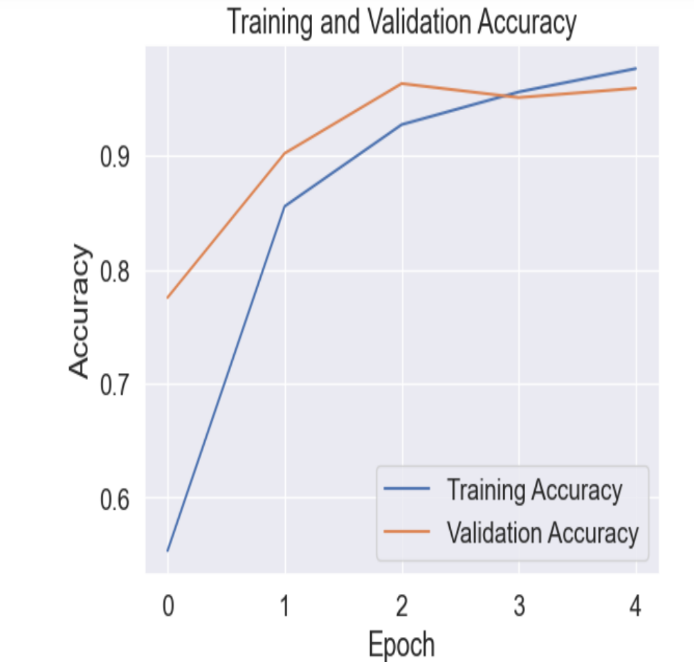 Training and Validation Accuracy
Accuracy
0.9
0.8
0.7
0.6
Training Accuracy
Validation Accuracy
0 1 2 3 4
Epoch